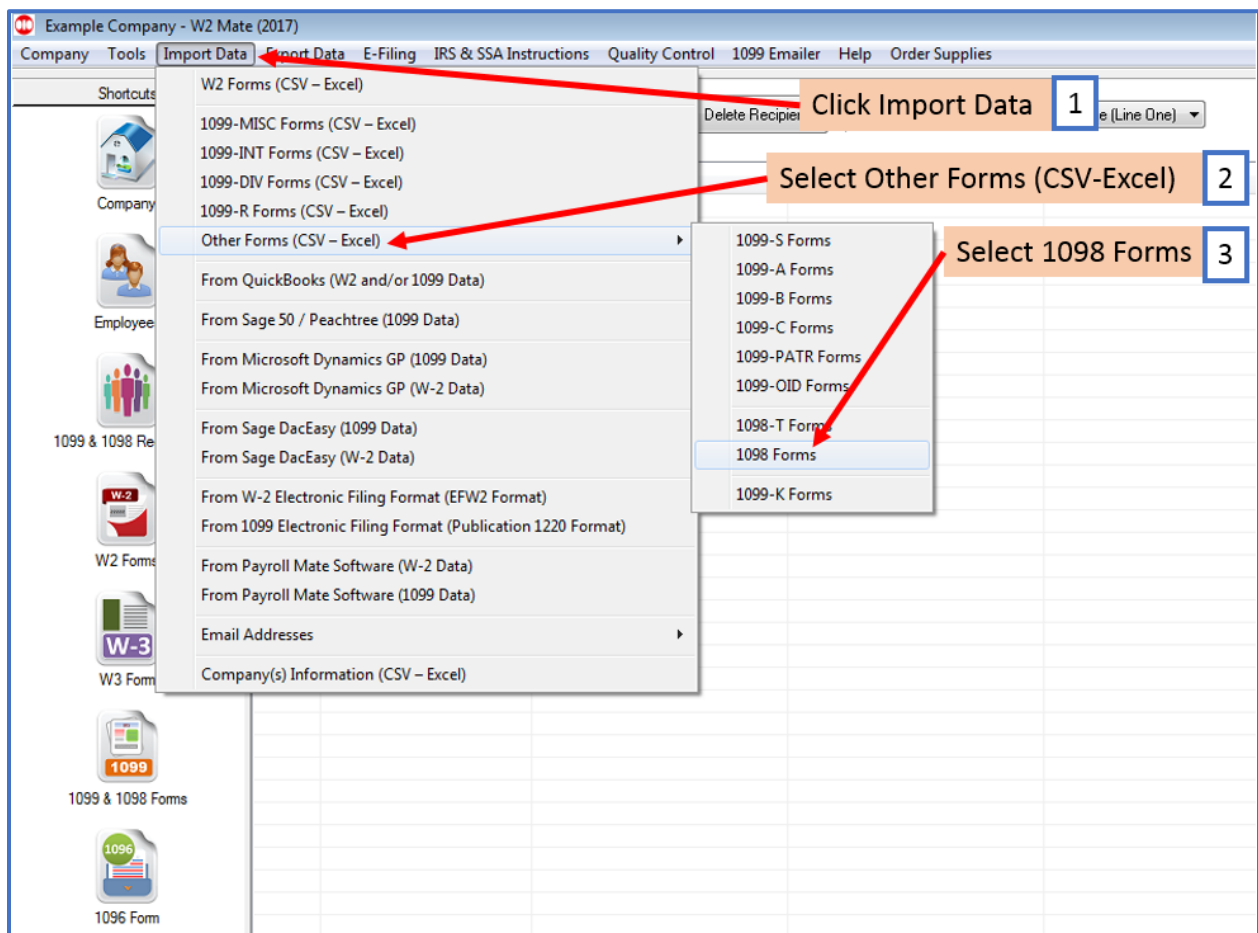 Example Company - W2 Mate (2017)
Company Tools Import Data Export Data E-Filing IRS & SSA Instructions Quality Control 1099 Emailer Help Order Supplies
Shortcuts
W2 Forms (CSV – Excel)
1099-MISC Forms (CSV – Excel)
1099-INT Forms (CSV – Excel)
1099-DIV Forms (CSV – Excel)
1099-R Forms (CSV – Excel)
Other Forms (CSV – Excel)
From QuickBooks (W2 and/or 1099 Data)
From Sage 50 / Peachtree (1099 Data)
From Microsoft Dynamics GP (1099 Data)
From Microsoft Dynamics GP (W-2 Data)
From Sage DacEasy (1099 Data)
From Sage DacEasy (W-2 Data)
From W-2 Electronic Filing Format (EFW2 Format)
From 1099 Electronic Filing Format (Publication 1220 Format)
From Payroll Mate Software (W-2 Data)
From Payroll Mate Software (1099 Data)
Email Addresses
Company(s) Information (CSV – Excel)
1099-S Forms
1099-A Forms
1099-B Forms
1099-C Forms
1099-PATR Forms
1099-OID Forms
1098-T Forms
1098 Forms
1099-K Forms
Delete
(Line One)
Click Import Data 1
Select Other Forms (CSV-Excel) 2
Select 1098 Forms 3
Company
Employee
1099 & 1098 Re
W-2
W2 Forms
W-3
W3 Form
1099
1099 & 1098 Forms
1096
1096 Form